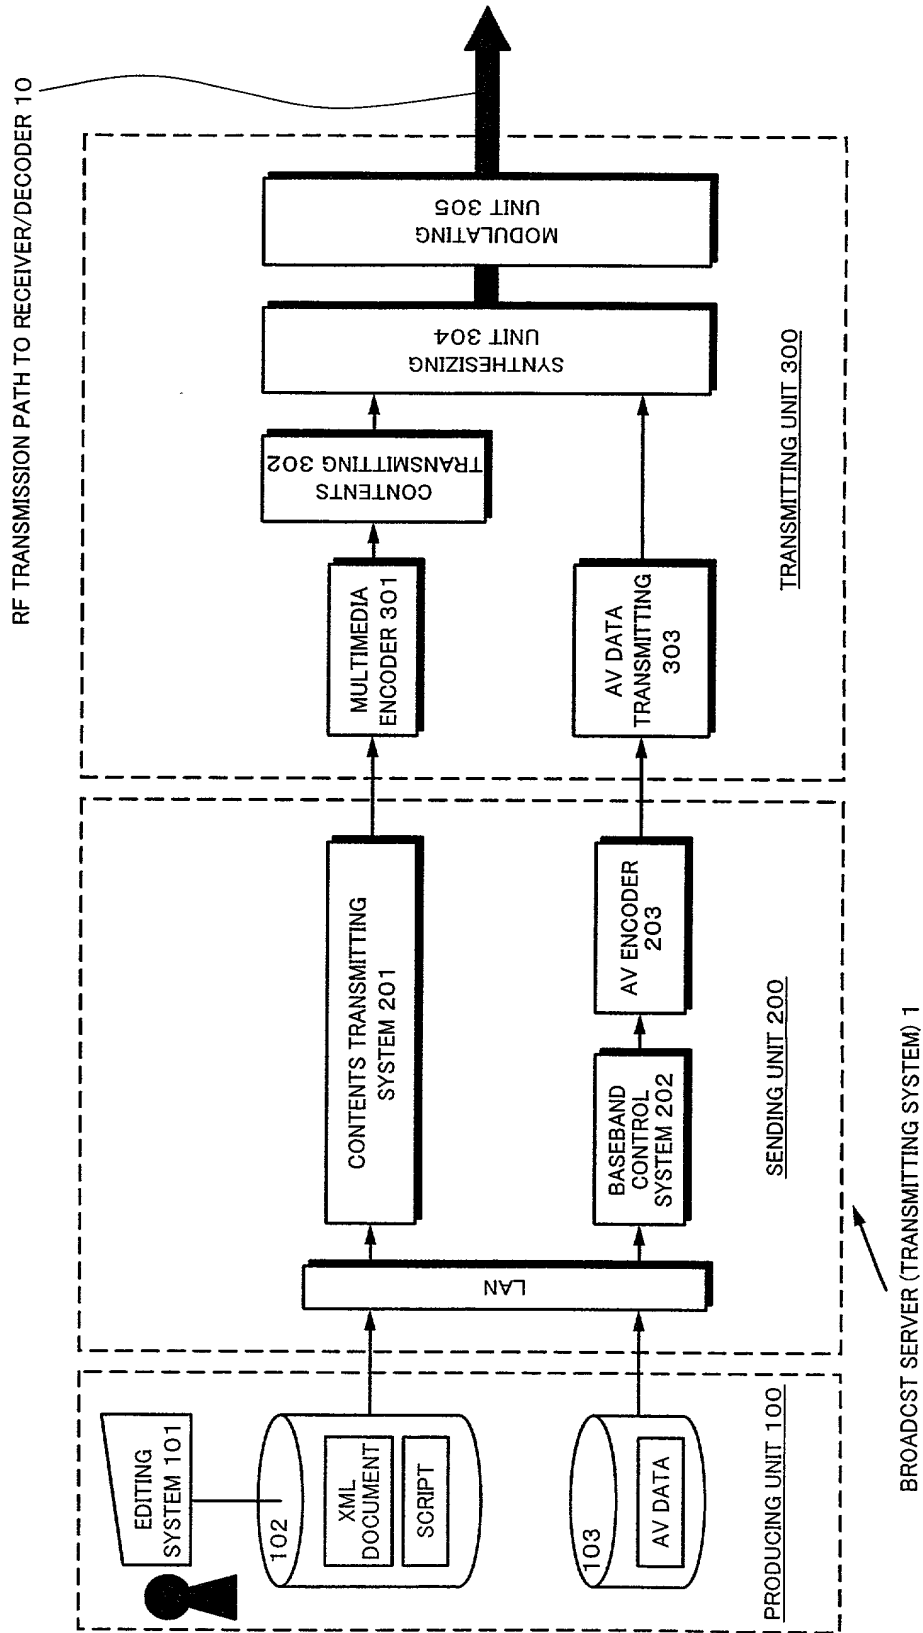 RF TRANSMISSION PATH TO RECEIVER/DECODER 10
EDITING
SYSTEM 101
102
XML
DOCUMENT
SCRIPT
103
AV DATA
PRODUCING UNIT 100
LAN
CONTENTS TRANSMITTING
SYSTEM 201
BASEBAND
CONTROL
SYSTEM 202
AV ENCODER
203
SENDING UNIT 200
MULTIMEDIA
ENCODER 301
CONTENTS
TRANSMITTING 302
AV DATA
TRANSMITTING
303
SYNTHESIZING
UNIT 304
MODULATING
UNIT 305
TRANSMITTING UNIT 300
BROADCST SERVER (TRANSMITTING SYSTEM) 1